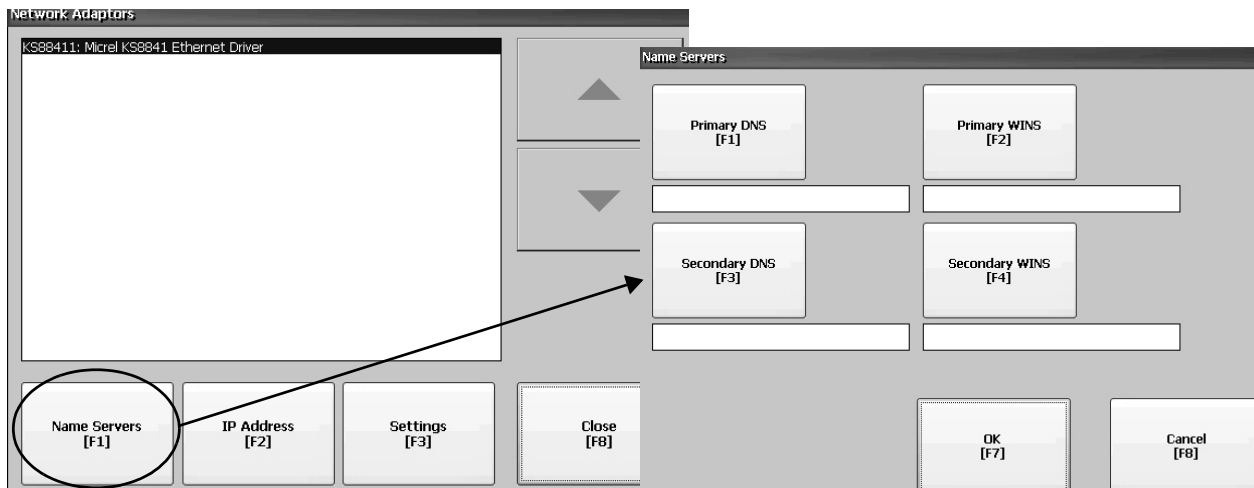 Network Adaptors
KS88411: Micrel KS8841 Ethernet Driver
Name Servers
[F1]
IP Address
[F2]
Settings
[F3]
Close
[F8]
Name Servers
Primary DNS
[F1]
Primary WINS
[F2]
Secondary DNS
[F3]
Secondary WINS
[F4]
OK
[F7]
Cancel
[F8]